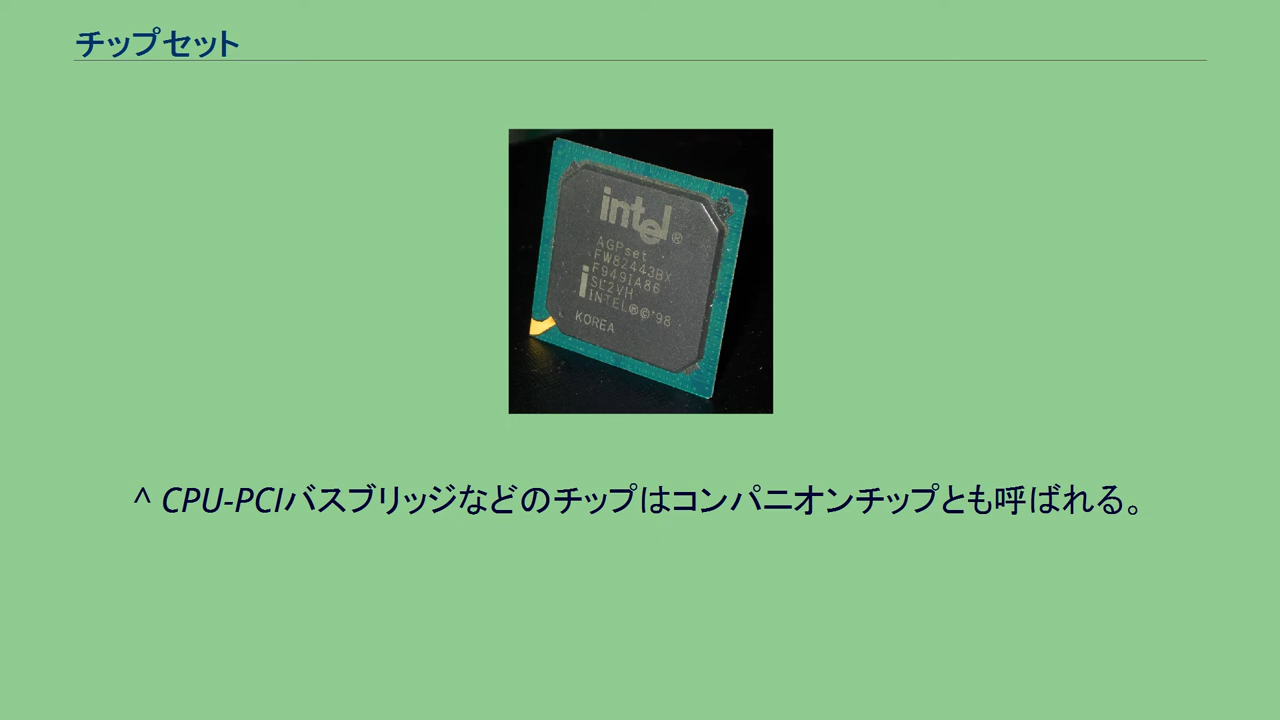 チップセット
intel®
AGPset
FW82443BX
F949IA86
SL2VH
i INTEL®©'98
KOREA
^ CPU-PCIバスブリッジなどのチップはコンパニオンチップとも呼ばれる。